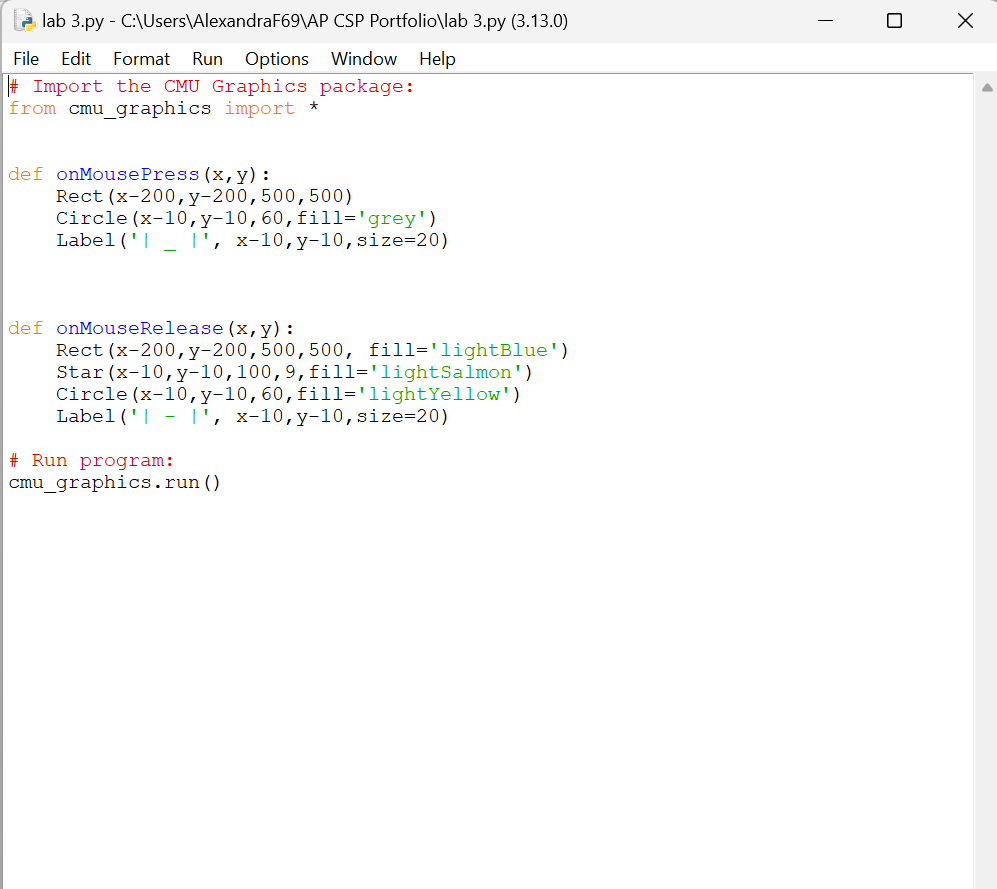 lab 3.py - C:\Users\AlexandraF69\AP CSP Portfolio\lab 3.py (3.13.0)
File Edit Format Run Options Window Help
# Import the CMU Graphics package:
from cmu_graphics import *
def onMousePress(x,y):
    Rect(x-200,y-200,500,500)
    Circle(x-10,y-10,60,fill='grey')
    Label('| _ |', x-10,y-10,size=20)
def onMouseRelease(x,y):
    Rect(x-200,y-200,500,500, fill='lightBlue')
    Star(x-10,y-10,100,9,fill='lightSalmon')
    Circle(x-10,y-10,60,fill='lightYellow')
    Label('| - |', x-10,y-10,size=20)
# Run program:
cmu_graphics.run()